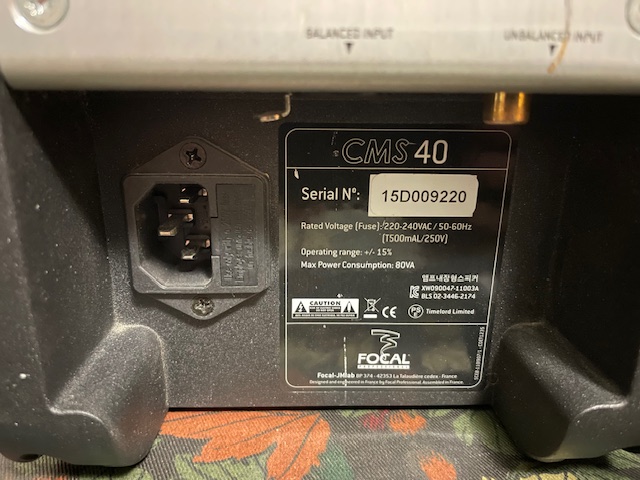 BALANCED INPUT
UNBALANCED INPUT
CMS 40
Serial N°: 15D009220
Rated Voltage (Fuse): 220-240VAC / 50-60Hz
(T500mAL/250V)
Operating range: +/- 15%
Max Power Consumption: 80VA
앰프내장형스피커
XW090047-11003A
BLS 02-3446-2174
CAUTION
CE
PS Timelord Limited
FOCAL
PROFESSIONAL
Focal-JMlab BP 374 - 42353 La Talaudière cedex - France
Designed and engineered in France by Focal Professional. Assembled in France.